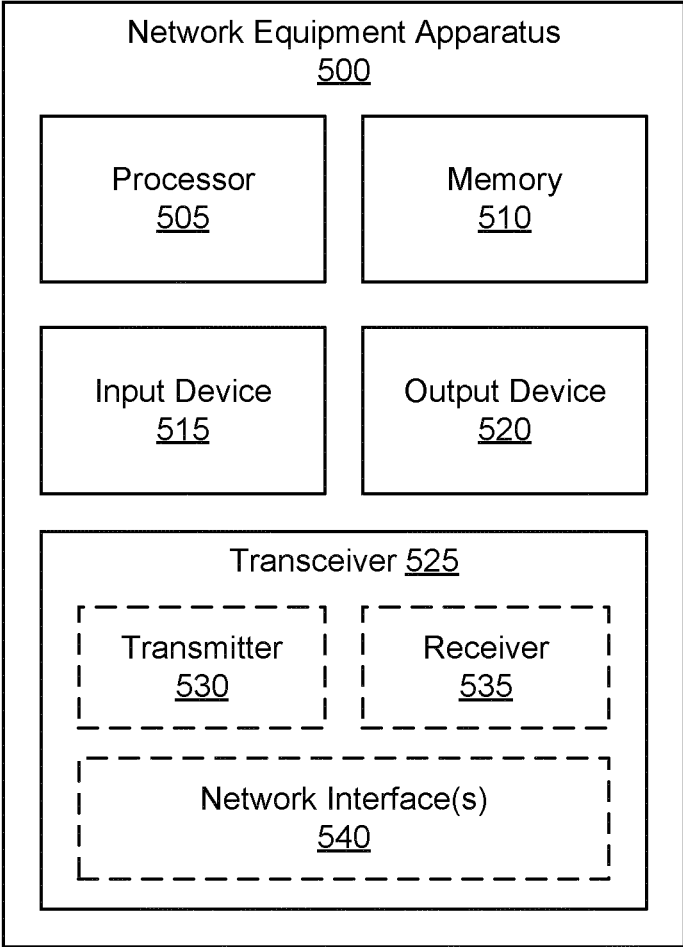 Network Equipment Apparatus
500
Processor
505
Memory
510
Input Device
515
Output Device
520
Transceiver 525
Transmitter
530
Receiver
535
Network Interface(s)
540